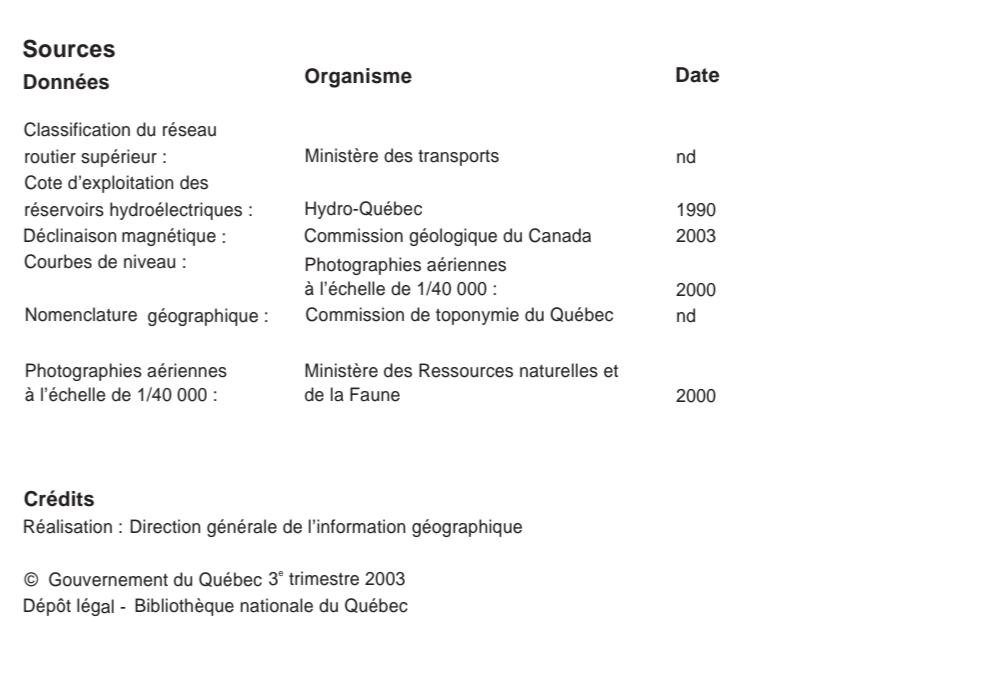 Sources
Données Organisme Date
Classification du réseau
routier supérieur : Ministère des transports nd
Cote d’exploitation des
réservoirs hydroélectriques : Hydro-Québec 1990
Déclinaison magnétique : Commission géologique du Canada 2003
Courbes de niveau : Photographies aériennes
à l’échelle de 1/40 000 : 2000
Nomenclature géographique : Commission de toponymie du Québec nd
Photographies aériennes Ministère des Ressources naturelles et
à l’échelle de 1/40 000 : de la Faune 2000
Crédits
Réalisation : Direction générale de l’information géographique
© Gouvernement du Québec 3e trimestre 2003
Dépôt légal - Bibliothèque nationale du Québec